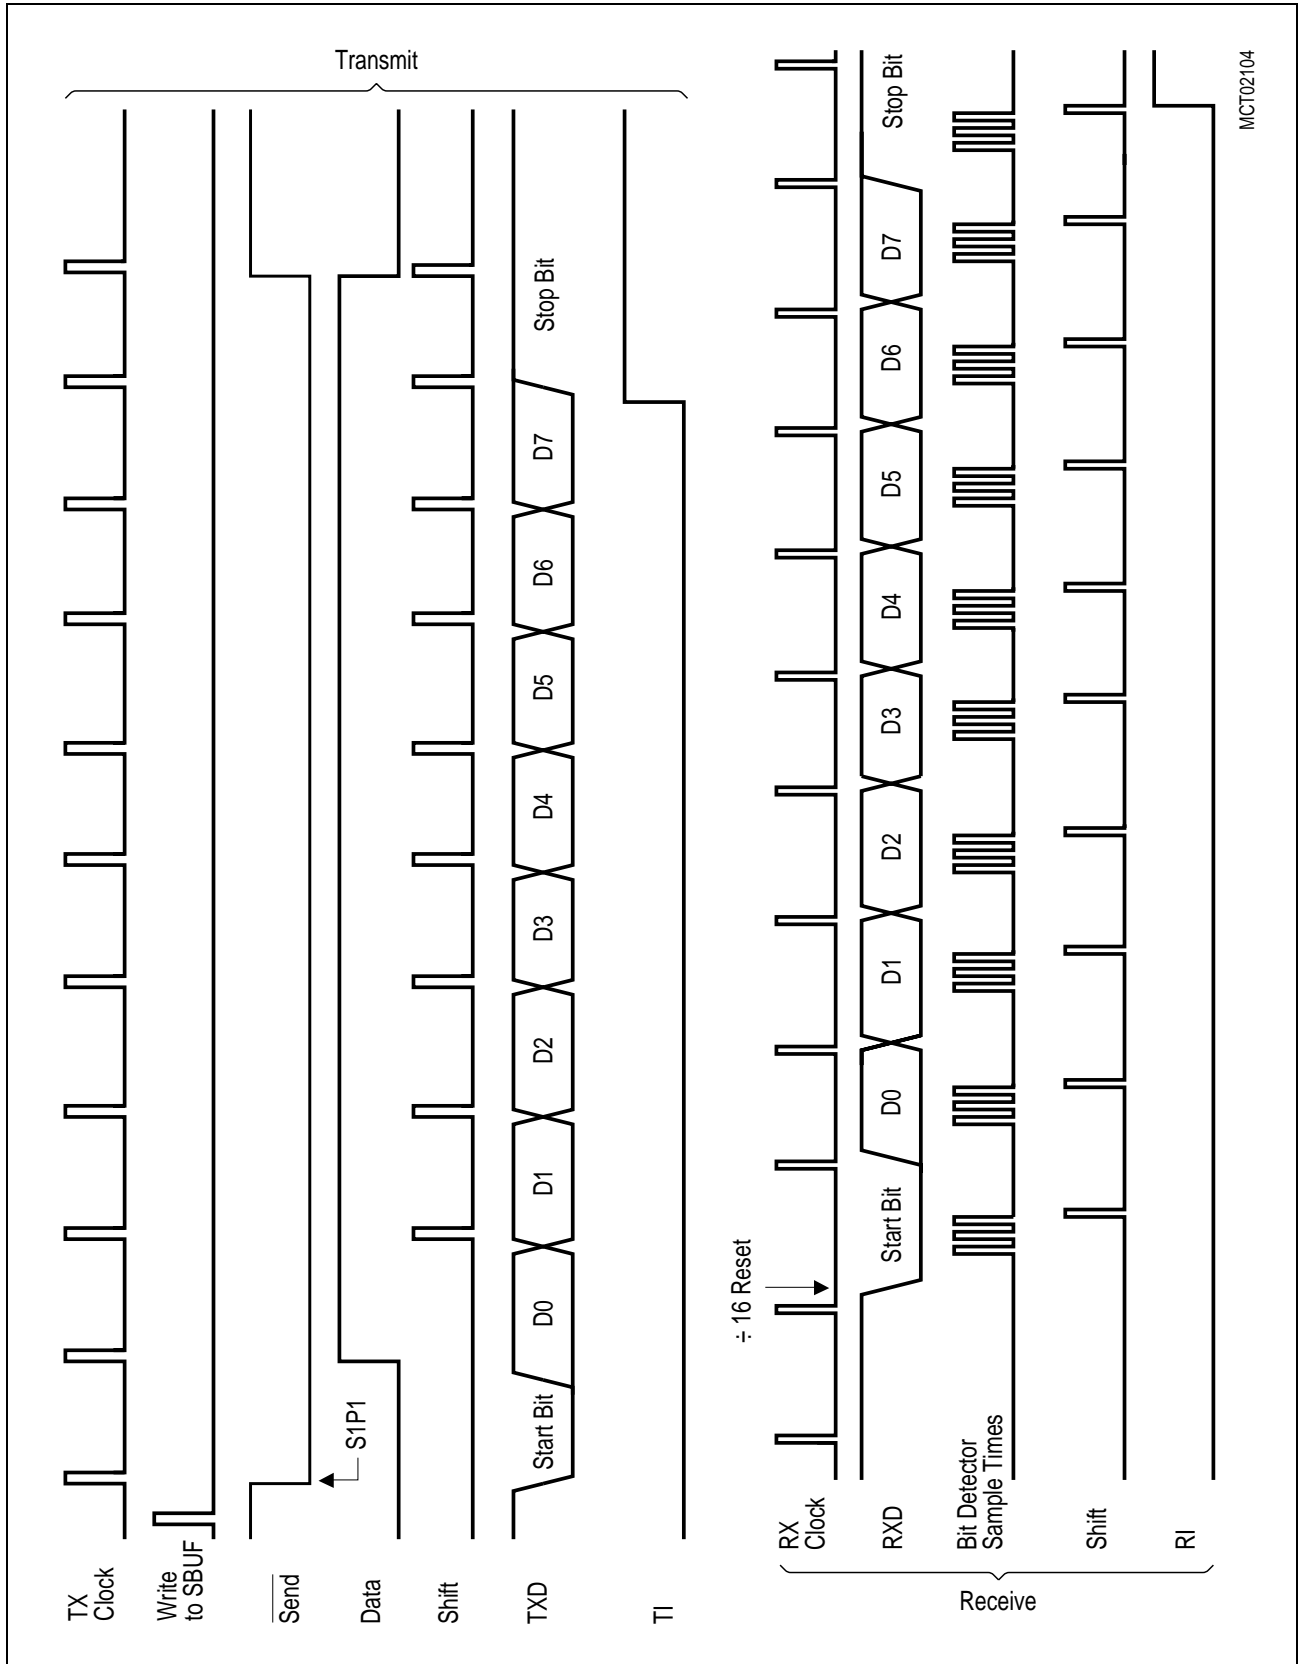 Transmit
TX
Clock
Write
to SBUF
Send
S1P1
Data
Shift
TXD
Start Bit D0 D1 D2 D3 D4 D5 D6 D7 Stop Bit
TI
÷ 16 Reset
RX
Clock
RXD
Start Bit D0 D1 D2 D3 D4 D5 D6 D7 Stop Bit
Bit Detector
Sample Times
Shift
RI
Receive
MCT02104